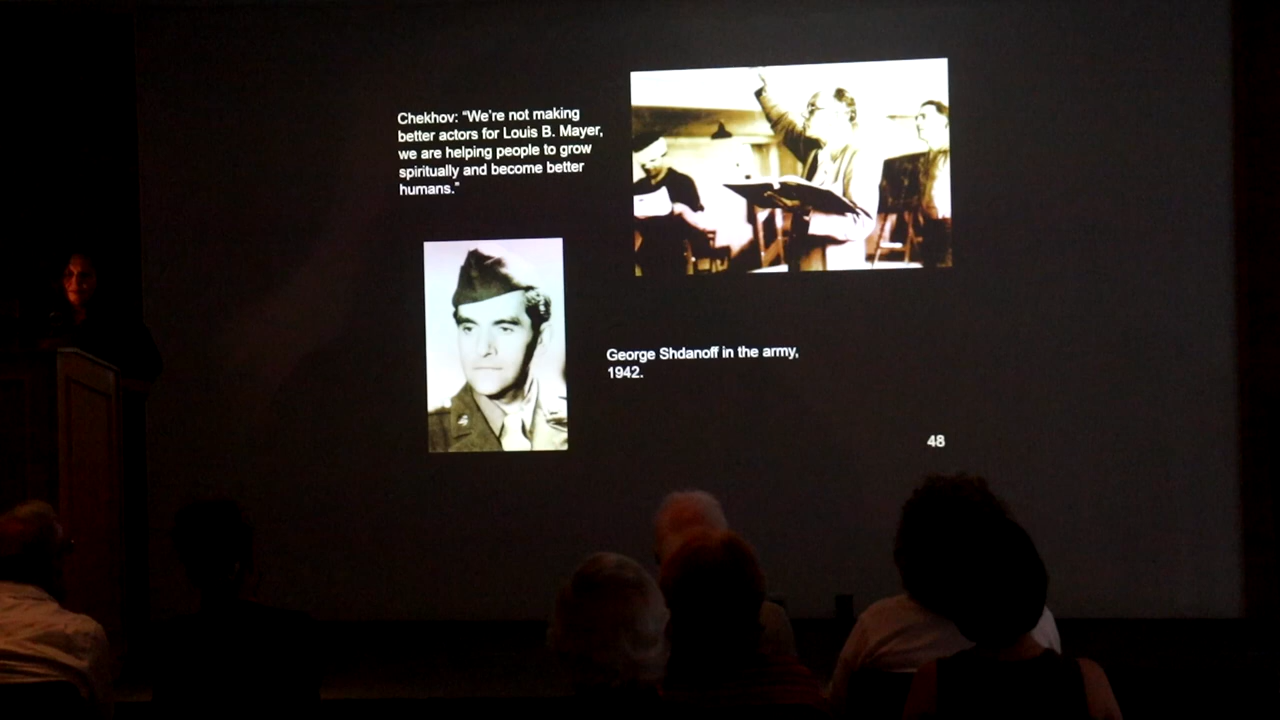 Chekhov: “We’re not making
better actors for Louis B. Mayer,
we are helping people to grow
spiritually and become better
humans.”
George Shdanoff in the army,
1942.
48